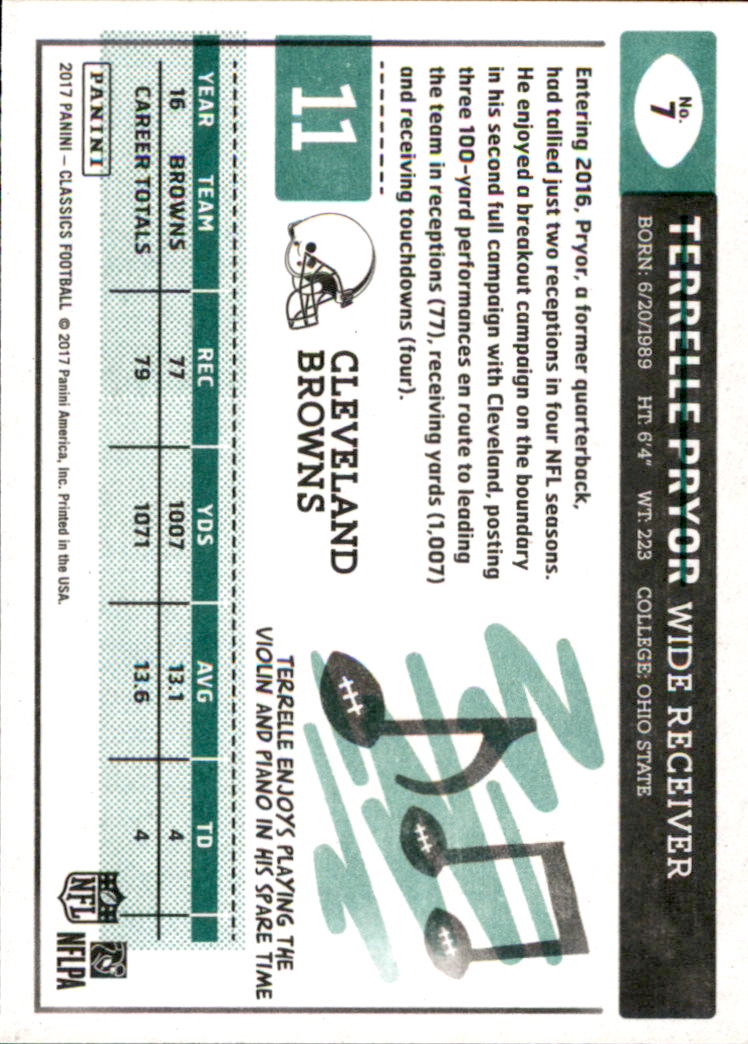 No.
7
TERRELLE PRYOR WIDE RECEIVER
BORN: 6/20/1989 HT: 6'4" WT: 223 COLLEGE: OHIO STATE
Entering 2016, Pryor, a former quarterback,
had tallied just two receptions in four NFL seasons.
He enjoyed a breakout campaign on the boundary
in his second full campaign with Cleveland, posting
three 100-yard performances en route to leading
the team in receptions (77), receiving yards (1,007)
and receiving touchdowns (four).
11
CLEVELAND
BROWNS
TERRELLE ENJOYS PLAYING THE
VIOLIN AND PIANO IN HIS SPARE TIME
YEAR TEAM REC YDS AVG TD
16 BROWNS 77 1007 13.1 4
CAREER TOTALS 79 1071 13.6 4
PANINI
2017 PANINI – CLASSICS FOOTBALL © 2017 Panini America, Inc. Printed in the USA.
NFL
NFLPA